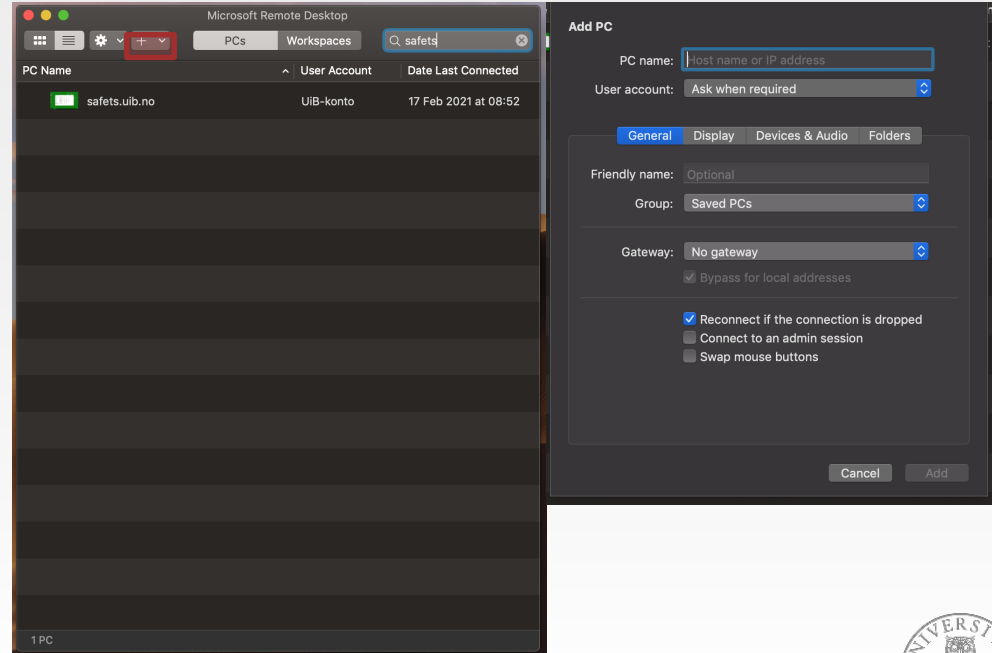 Microsoft Remote Desktop
PCs Workspaces safets
PC Name User Account Date Last Connected
safets.uib.no UiB-konto 17 Feb 2021 at 08:52
1 PC
Add PC
PC name: Host name or IP address
User account: Ask when required
General Display Devices & Audio Folders
Friendly name: Optional
Group: Saved PCs
Gateway: No gateway
Bypass for local addresses
Reconnect if the connection is dropped
Connect to an admin session
Swap mouse buttons
Cancel Add